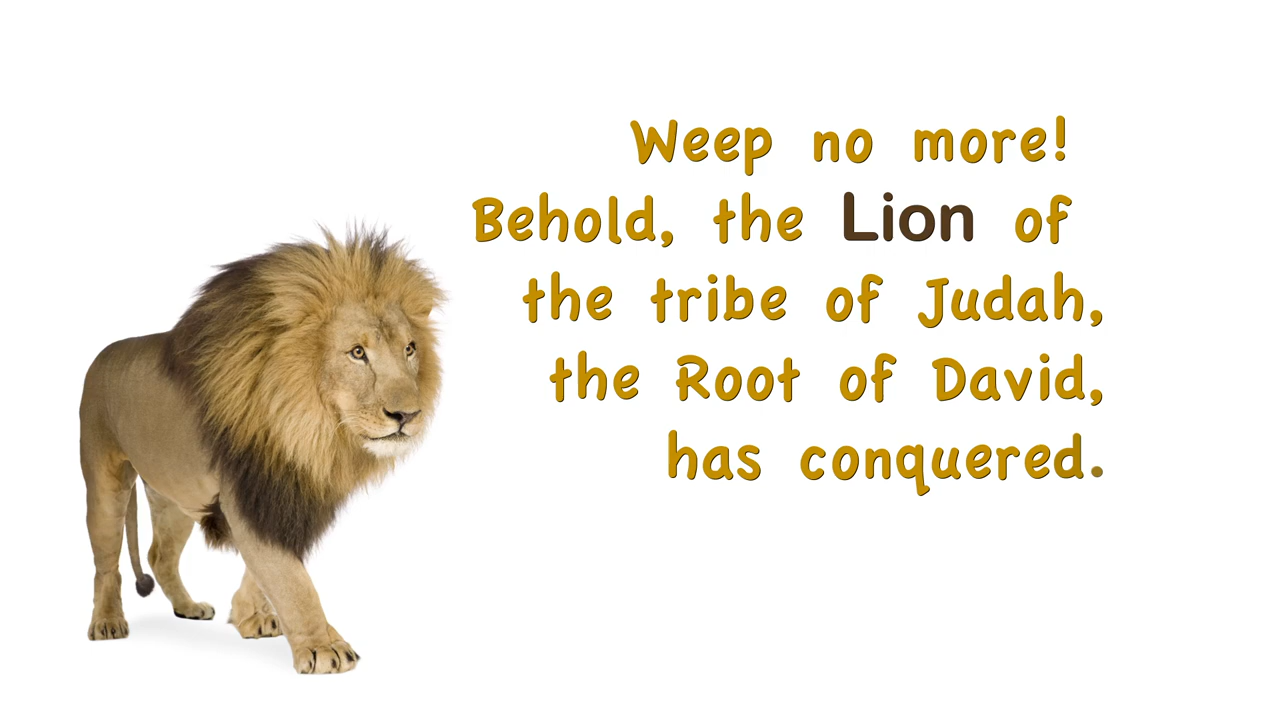 Weep no more!
Behold, the Lion of
the tribe of Judah,
the Root of David,
has conquered.